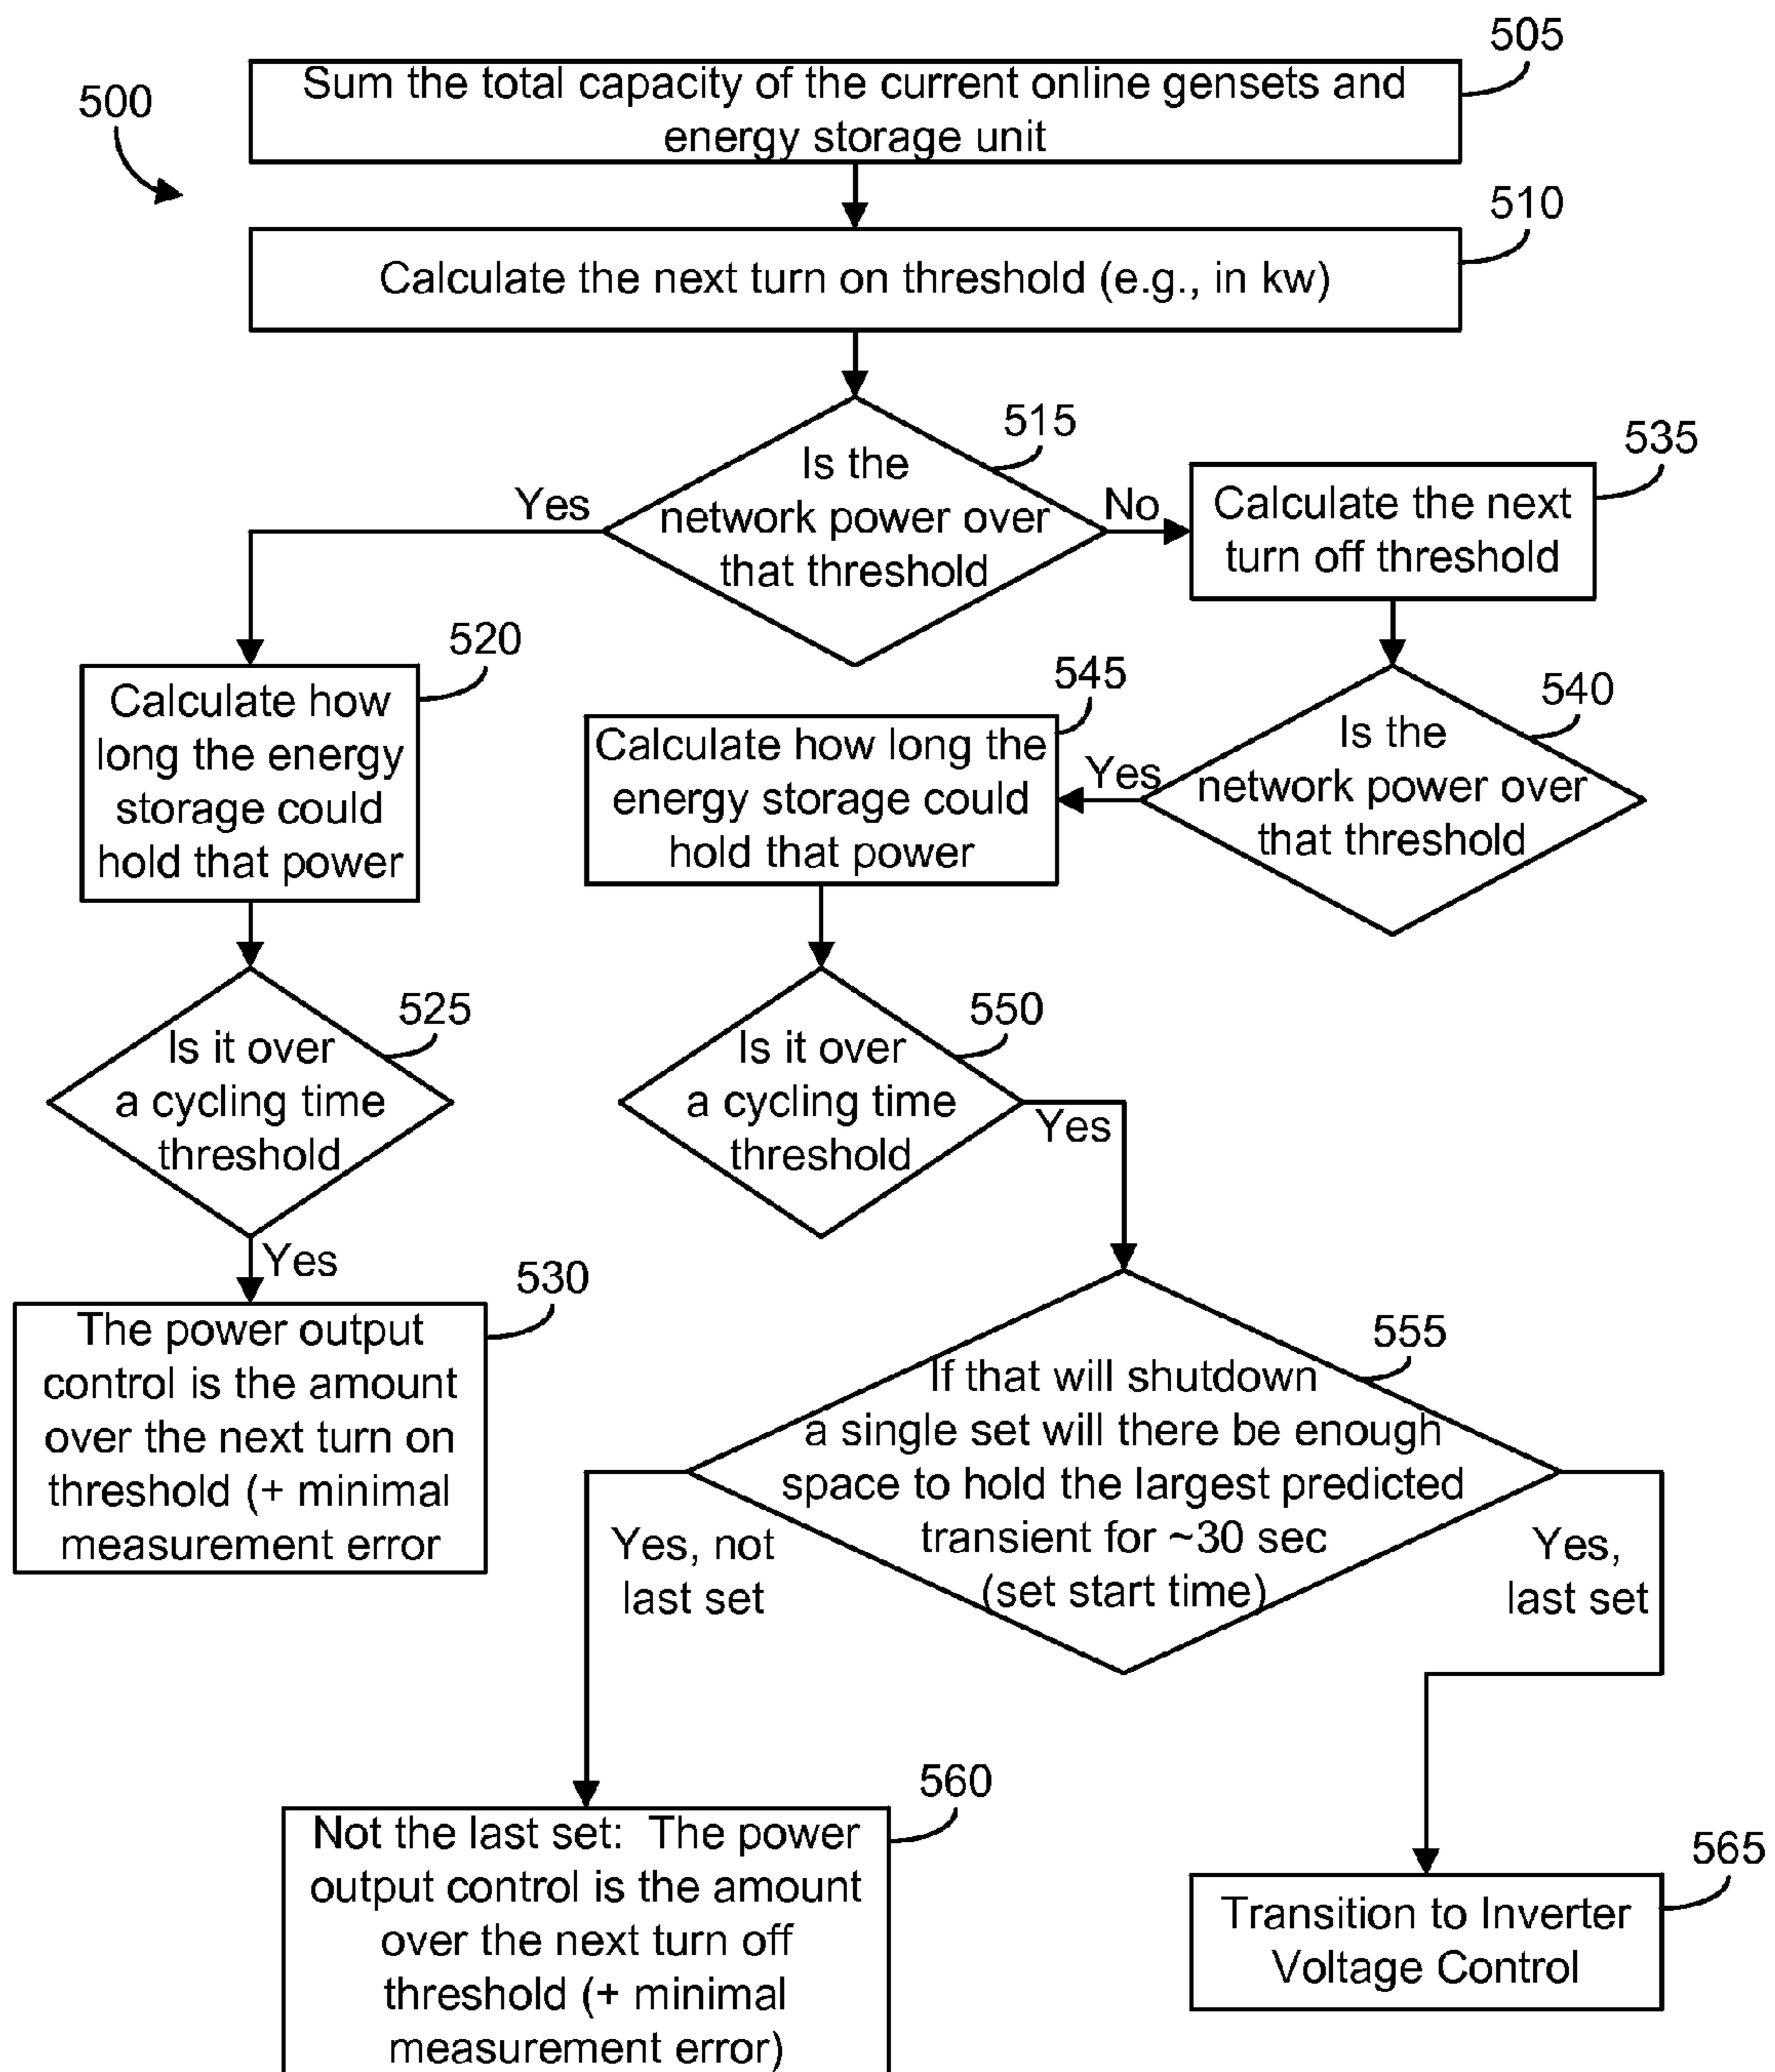 505
Sum the total capacity of the current online gensets and
energy storage unit
500
510
Calculate the next turn on threshold (e.g., in kw)
515
Is the
network power over
that threshold
Yes
No
535
Calculate the next
turn off threshold
520
Calculate how
long the energy
storage could
hold that power
545
Calculate how long the
energy storage could
hold that power
Yes
540
Is the
network power over
that threshold
525
Is it over
a cycling time
threshold
Yes
550
Is it over
a cycling time
threshold
Yes
530
The power output
control is the amount
over the next turn on
threshold (+ minimal
measurement error
555
If that will shutdown
a single set will there be enough
space to hold the largest predicted
transient for ~30 sec
(set start time)
Yes, not
last set
Yes,
last set
560
Not the last set:  The power
output control is the amount
over the next turn off
threshold (+ minimal
measurement error)
565
Transition to Inverter
Voltage Control